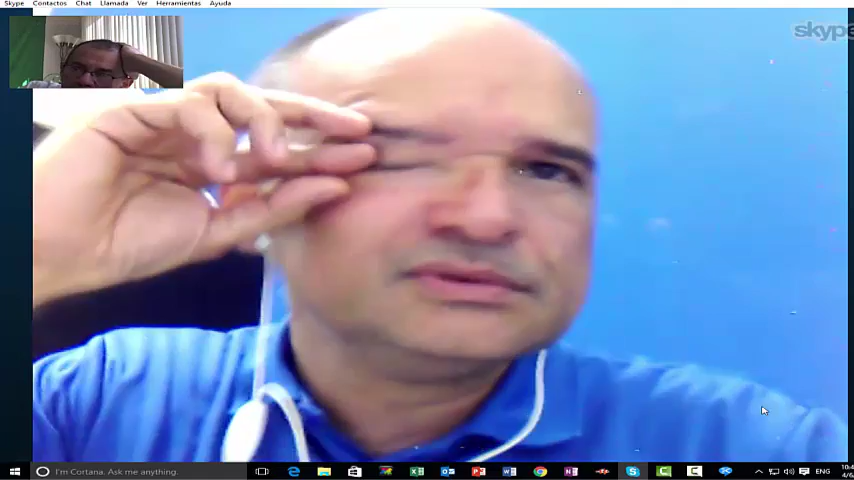 Skype Contactos Chat Llamada Ver Herramientas Ayuda
skype
I'm Cortana. Ask me anything.
ENG